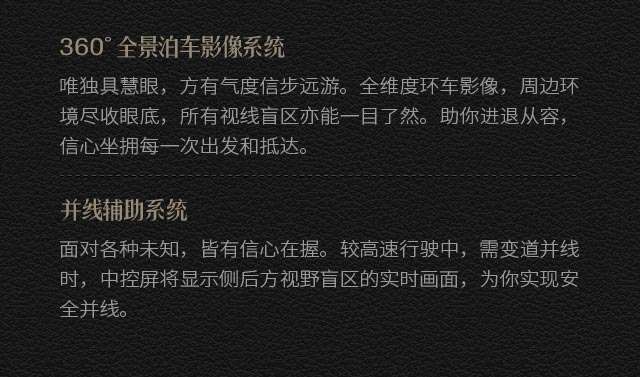 360°全景泊车影像系统
唯独具慧眼，方有气度信步远游。全维度环车影像，周边环
境尽收眼底，所有视线盲区亦能一目了然。助你进退从容，
信心坐拥每一次出发和抵达。
并线辅助系统
面对各种未知，皆有信心在握。较高速行驶中，需变道并线
时，中控屏将显示侧后方视野盲区的实时画面，为你实现安
全并线。